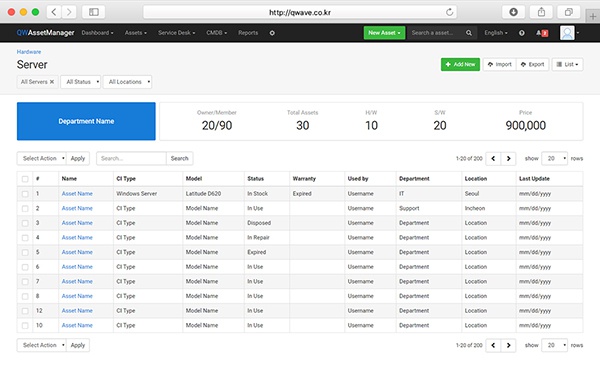 http://qwave.co.kr
QWAssetManager Dashboard Assets Service Desk CMDB Reports New Asset Search a asset... English 3
Hardware
Server
Add New Import Export List
All Servers × All Status All Locations
Department Name
Owner/Member Total Assets H/W S/W Price
20/90 30 10 20 900,000
Select Action Apply Search... Search 1-20 of 200 show 20 rows
# Name CI Type Model Status Warranty Used by Department Location Last Update
1 Asset Name Windows Server Latitude D620 In Stock Expired Username IT Seoul mm/dd/yyyy
2 Asset Name CI Type Model Name In Use Username Support Incheon mm/dd/yyyy
3 Asset Name CI Type Model Name Disposed Username Department Location mm/dd/yyyy
4 Asset Name CI Type Model Name In Repair Username Department Location mm/dd/yyyy
5 Asset Name CI Type Model Name Expired Username Department Location mm/dd/yyyy
6 Asset Name CI Type Model Name In Use Username Department Location mm/dd/yyyy
7 Asset Name CI Type Model Name In Use Username Department Location mm/dd/yyyy
8 Asset Name CI Type Model Name In Use Username Department Location mm/dd/yyyy
12 Asset Name CI Type Model Name In Use Username Department Location mm/dd/yyyy
10 Asset Name CI Type Model Name In Use Username Department Location mm/dd/yyyy
Select Action Apply 1-20 of 200 show 20 rows